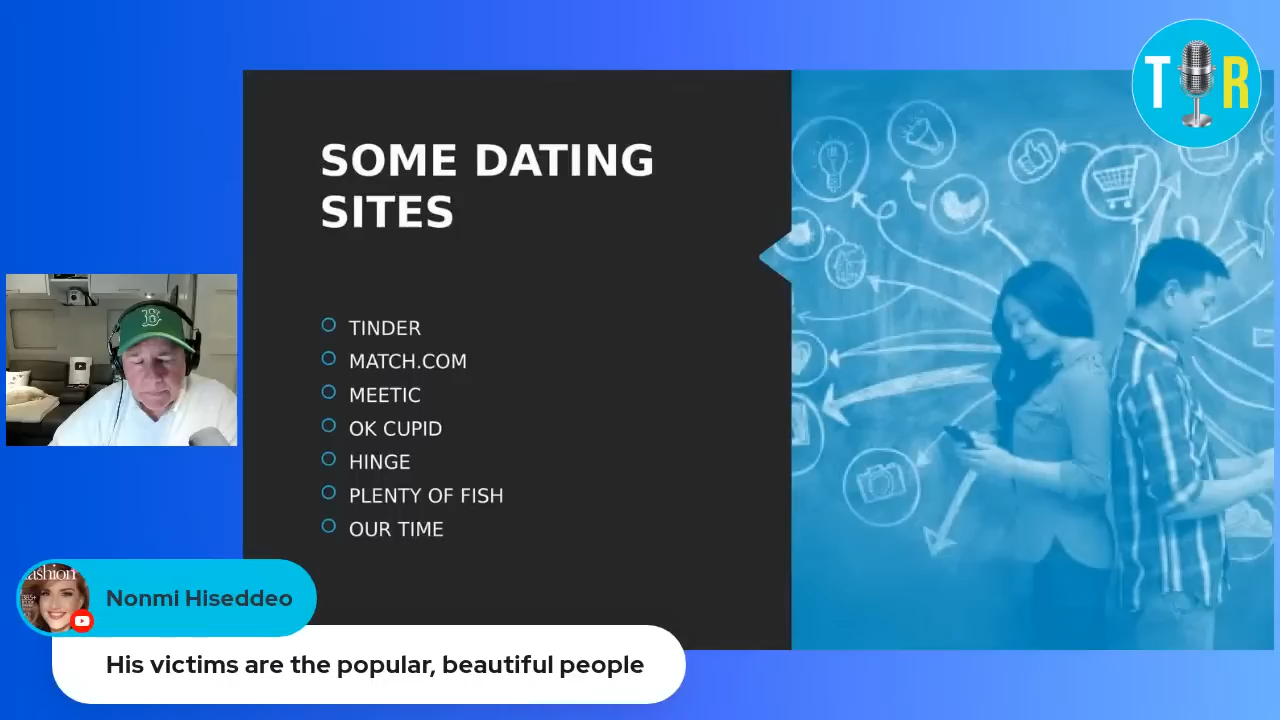 T R
SOME DATING
SITES
TINDER
MATCH.COM
MEETIC
OK CUPID
HINGE
PLENTY OF FISH
OUR TIME
B
ashion
Nonmi Hiseddeo
His victims are the popular, beautiful people